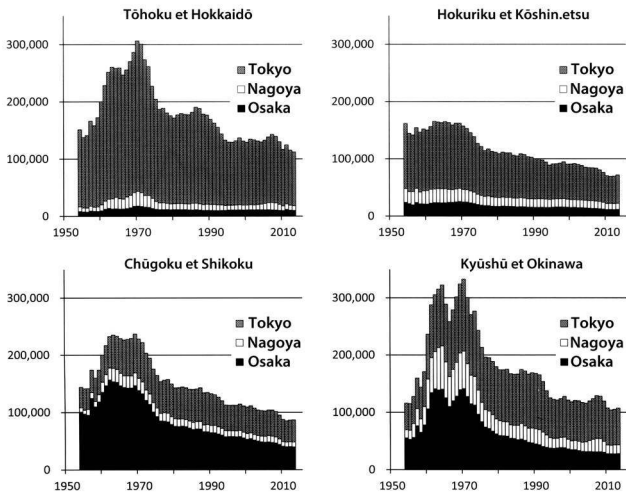 Tōhoku et Hokkaidō
300,000
200,000
100,000
0
1950
1970
1990
2010
Tokyo
Nagoya
Osaka
Hokuriku et Kōshin.etsu
300,000
200,000
100,000
0
1950
1970
1990
2010
Tokyo
Nagoya
Osaka
Chūgoku et Shikoku
300,000
200,000
100,000
0
1950
1970
1990
2010
Tokyo
Nagoya
Osaka
Kyūshū et Okinawa
300,000
200,000
100,000
0
1950
1970
1990
2010
Tokyo
Nagoya
Osaka